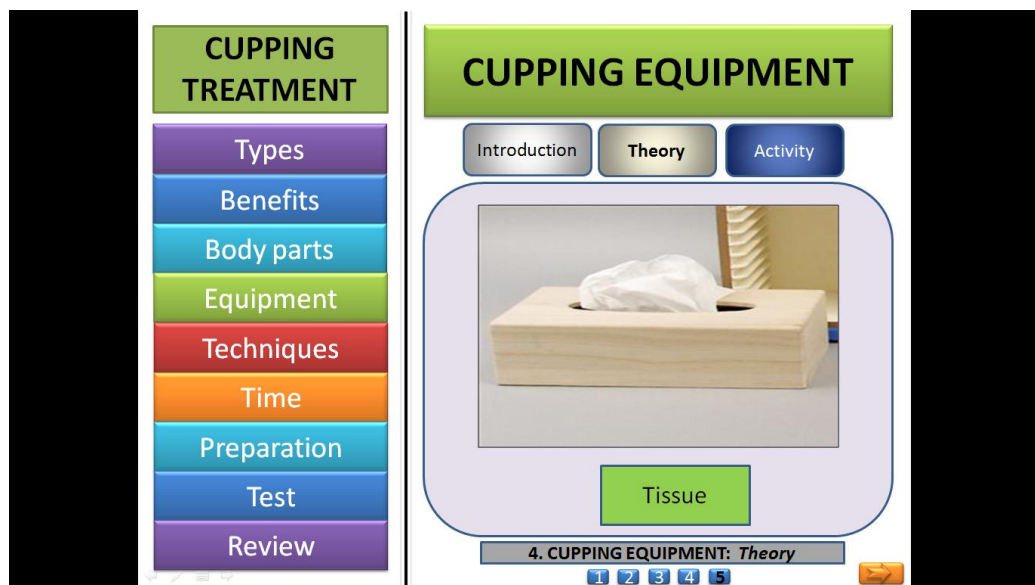 CUPPING
TREATMENT
Types
Benefits
Body parts
Equipment
Techniques
Time
Preparation
Test
Review
CUPPING EQUIPMENT
Introduction
Theory
Activity
Tissue
4. CUPPING EQUIPMENT: Theory
1 2 3 4 5